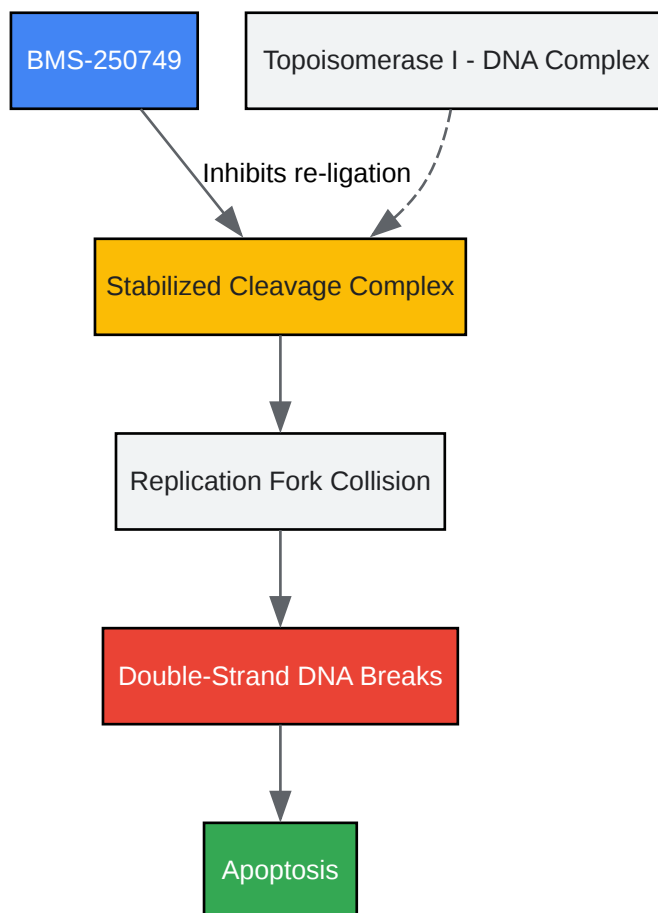 BMS-250749
Topoisomerase I - DNA Complex
Inhibits re-ligation
Stabilized Cleavage Complex
Replication Fork Collision
Double-Strand DNA Breaks
Apoptosis